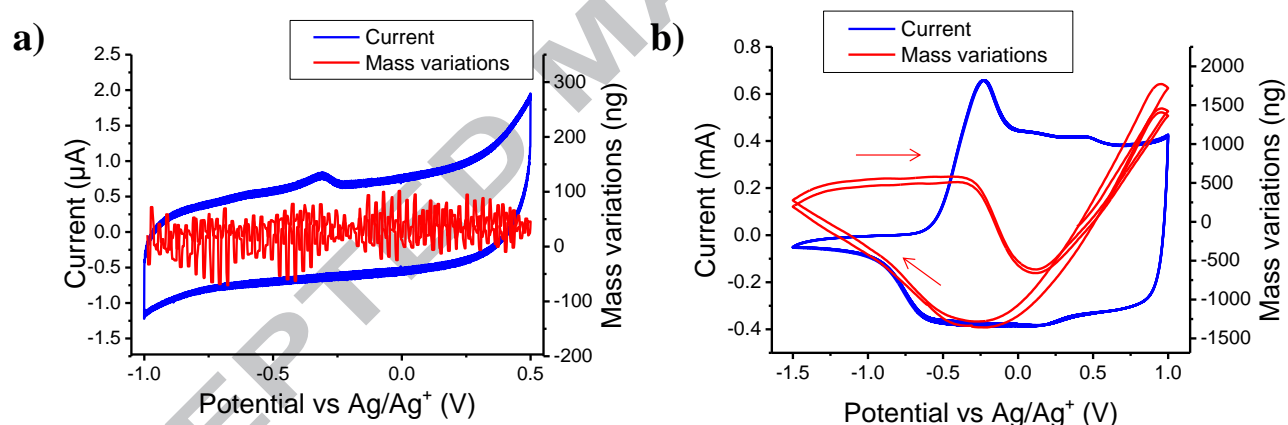 a)
Current
Mass variations
2.5
2.0
1.5
1.0
0.5
0.0
-0.5
-1.0
-1.5
Current (µA)
300
200
100
0
-100
-200
Mass variations (ng)
-1.0 -0.5 0.0 0.5
Potential vs Ag/Ag⁺ (V)
b)
Current
Mass variations
0.8
0.6
0.4
0.2
0.0
-0.2
-0.4
Current (mA)
2000
1500
1000
500
0
-500
-1000
-1500
Mass variations (ng)
-1.5 -1.0 -0.5 0.0 0.5 1.0
Potential vs Ag/Ag⁺ (V)
EPTED MA